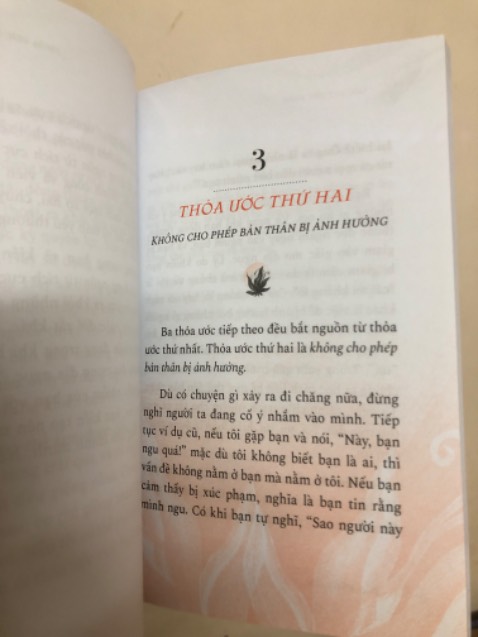 3
THỎA ƯỚC THỨ HAI
KHÔNG CHO PHÉP BẢN THÂN BỊ ẢNH HƯỞNG
Ba thỏa ước tiếp theo đều bắt nguồn từ thỏa
ước thứ nhất. Thỏa ước thứ hai là không cho phép
bản thân bị ảnh hưởng.
Dù có chuyện gì xảy ra đi chăng nữa, đừng
nghĩ người ta đang cố ý nhắm vào mình. Tiếp
tục ví dụ cũ, nếu tôi gặp bạn và nói, “Này, bạn
ngu quá!” mặc dù tôi không biết bạn là ai, thì
vấn đề không nằm ở bạn mà nằm ở tôi. Nếu bạn
cảm thấy bị xúc phạm, nghĩa là bạn tin rằng
mình ngu. Có khi bạn tự nghĩ, “Sao người này